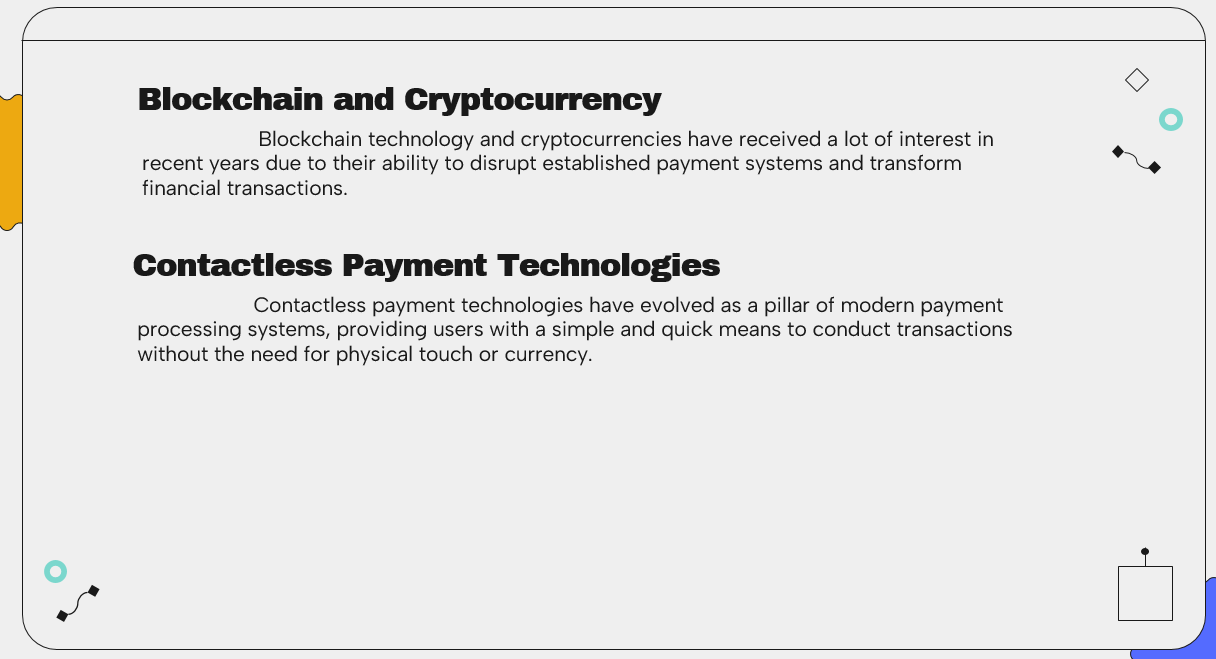 Blockchain and Cryptocurrency
Blockchain technology and cryptocurrencies have received a lot of interest in
recent years due to their ability to disrupt established payment systems and transform
financial transactions.
Contactless Payment Technologies
Contactless payment technologies have evolved as a pillar of modern payment
processing systems, providing users with a simple and quick means to conduct transactions
without the need for physical touch or currency.